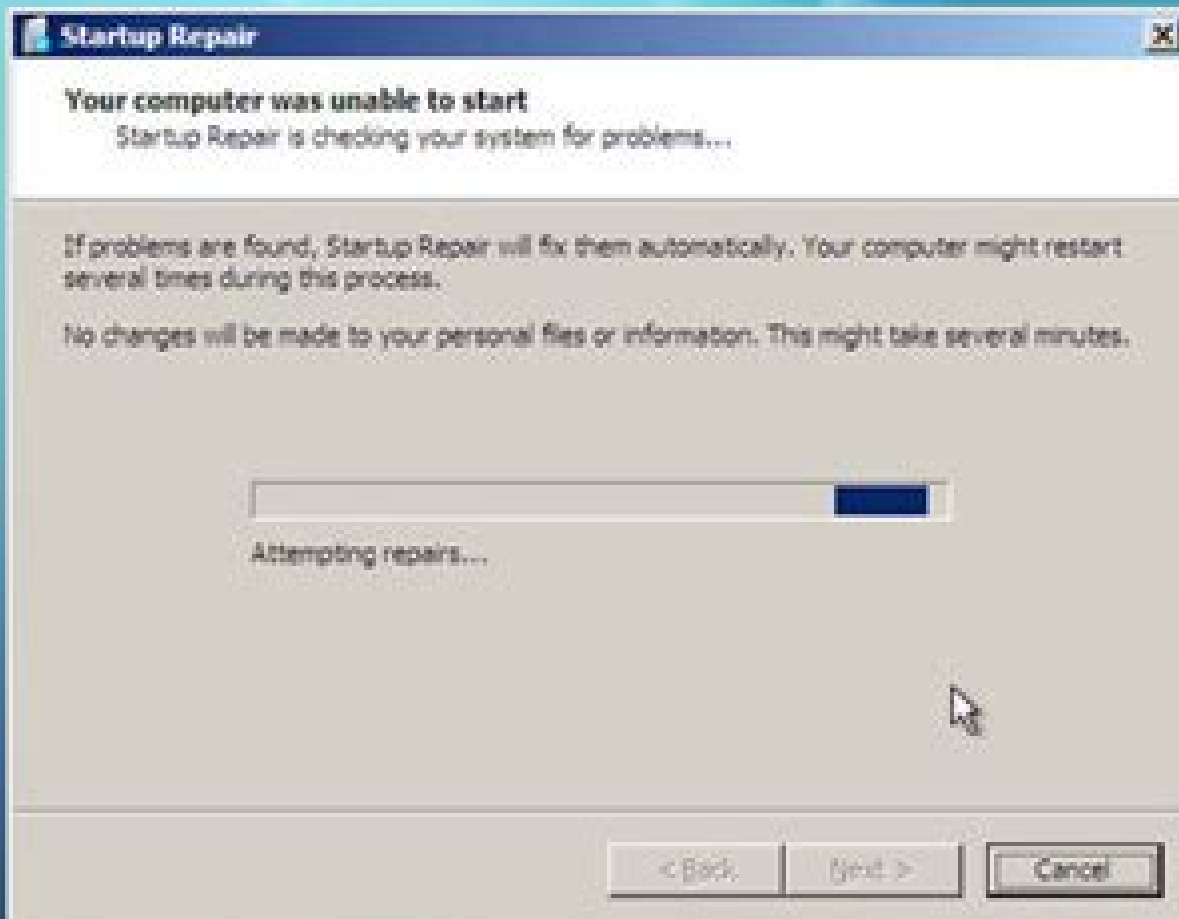 Startup Repair
Your computer was unable to start
Startup Repair is checking your system for problems...
If problems are found, Startup Repair will fix them automatically. Your computer might restart
several times during this process.
No changes will be made to your personal files or information. This might take several minutes.
Attempting repairs...
< Back
Next >
Cancel